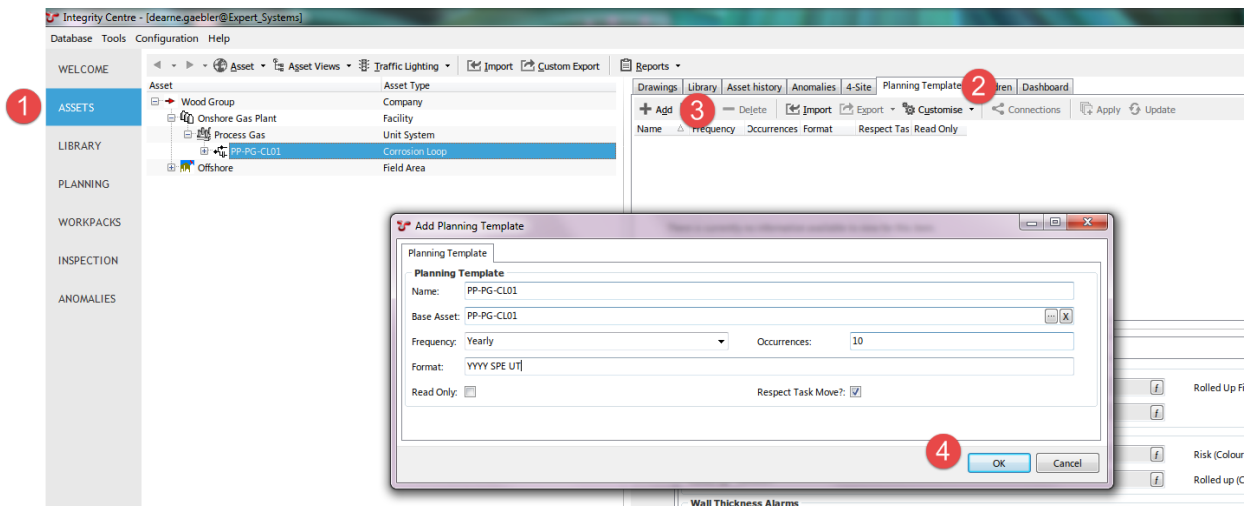 Integrity Centre - [dearne.gaebler@Expert_Systems]
Database Tools Configuration Help
WELCOME
ASSETS
LIBRARY
PLANNING
WORKPACKS
INSPECTION
ANOMALIES
1
Asset Asset Views Traffic Lighting Import Custom Export Reports
Asset Asset Type
Wood Group Company
Onshore Gas Plant Facility
Process Gas Unit System
PP-PG-CL01 Corrosion Loop
Offshore Field Area
Drawings Library Asset history Anomalies 4-Site Planning Template 2 dren Dashboard
Add 3 Delete Import Export Customise Connections Apply Update
Name Frequency Occurrences Format Respect Tas Read Only
Add Planning Template
Planning Template
Planning Template
Name: PP-PG-CL01
Base Asset: PP-PG-CL01 ... X
Frequency: Yearly Occurrences: 10
Format: YYYY SPE UT
Read Only: Respect Task Move?:
4
OK Cancel
f Rolled Up Fi
f
f Risk (Colour
f Rolled up (C
Wall Thickness Alarms